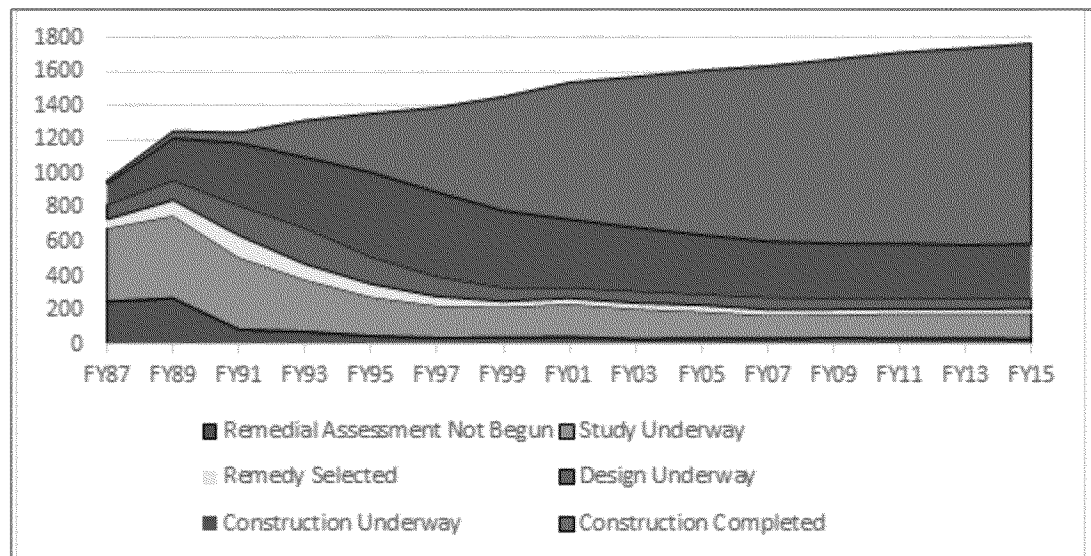 1800
1600
1400
1200
1000
800
600
400
200
0
FY87 FY89 FY91 FY93 FY95 FY97 FY99 FY01 FY03 FY05 FY07 FY09 FY11 FY13 FY15
Remedial Assessment Not Begun Study Underway
Remedy Selected Design Underway
Construction Underway Construction Completed